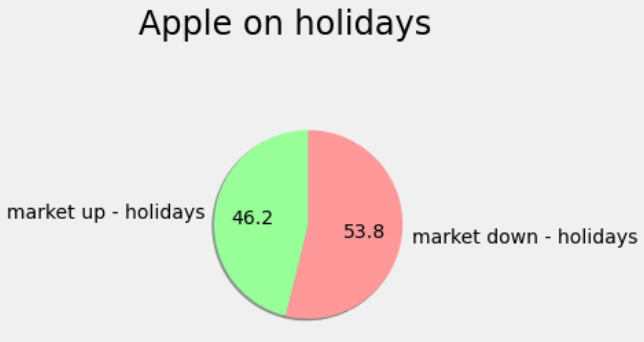 Apple on holidays
market up - holidays
46.2
53.8
market down - holidays